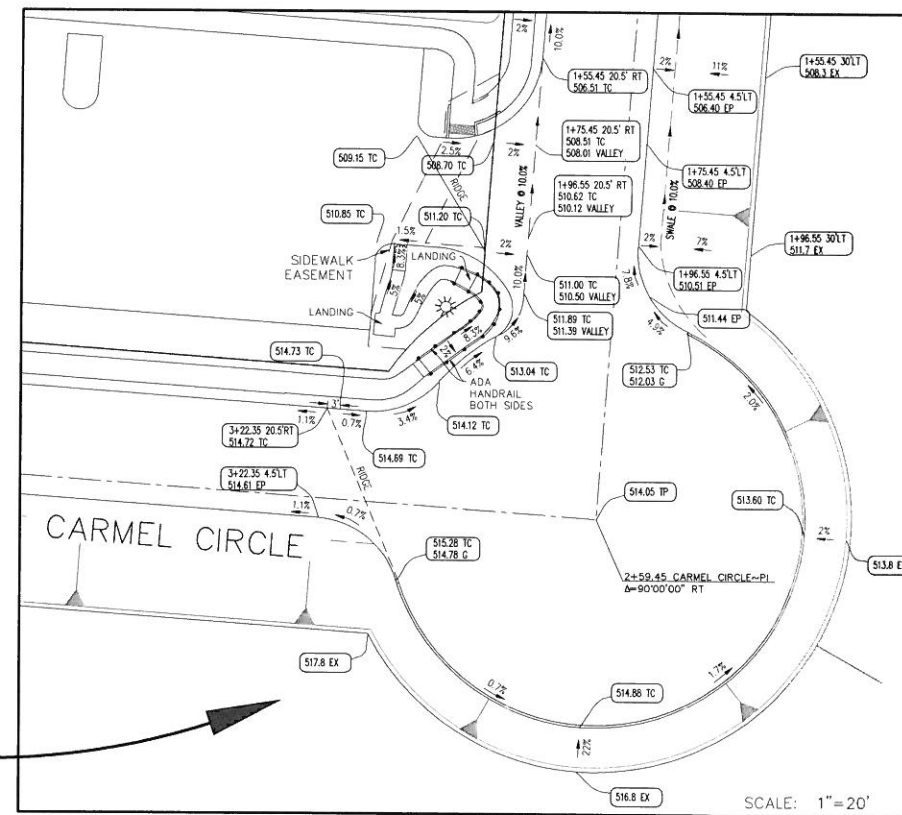 2%
10.0%
1+55.45 20.5' RT
506.51 TC
2%
11%
1+55.45 30'LT
508.3 EX
1+55.45 4.5'LT
506.40 EP
509.15 TC
2.5%
508.70 TC
2%
1+75.45 20.5' RT
508.51 TC
508.01 VALLEY
1+75.45 4.5'LT
508.40 EP
RIDGE
VALLEY @ 10.0%
SWALE @ 10.0%
1+96.55 20.5' RT
510.62 TC
510.12 VALLEY
510.85 TC
511.20 TC
1.5%
8.3%
SIDEWALK
EASEMENT
LANDING
2%
2%
7%
1+96.55 30'LT
511.7 EX
1+96.55 4.5'LT
510.51 EP
5%
5%
10.0%
7.8%
511.00 TC
510.50 VALLEY
LANDING
511.89 TC
511.39 VALLEY
511.44 EP
4.9%
8.3%
9.6%
2%
6.4%
514.73 TC
513.04 TC
512.53 TC
512.03 G
2.0%
ADA
HANDRAIL
BOTH SIDES
3'
1.1%
0.7%
3.4%
514.12 TC
3+22.35 20.5'RT
514.72 TC
514.69 TC
RIDGE
3+22.35 4.5'LT
514.61 EP
1.1%
0.7%
514.05 TP
513.60 TC
2%
CARMEL CIRCLE
515.28 TC
514.78 G
2+59.45 CARMEL CIRCLE~PI
Δ=90°00'00" RT
513.8 E
517.8 EX
0.7%
514.88 TC
1.7%
22%
516.8 EX
SCALE: 1"=20'